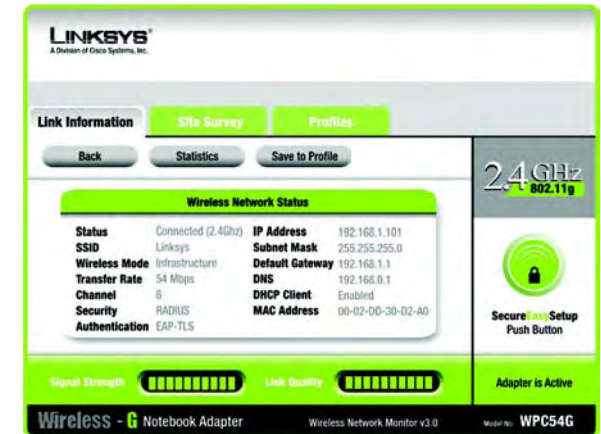 LINKSYS®
A Division of Cisco Systems, Inc.
Link Information
Site Survey
Profiles
Back
Statistics
Save to Profile
2.4GHz
802.11g
Wireless Network Status
Status Connected (2.4Ghz)
SSID Linksys
Wireless Mode Infrastructure
Transfer Rate 54 Mbps
Channel 6
Security RADIUS
Authentication EAP-TLS
IP Address 192.168.1.101
Subnet Mask 255.255.255.0
Default Gateway 192.168.1.1
DNS 192.168.0.1
DHCP Client Enabled
MAC Address 00-02-DD-30-D2-A0
SecureEasySetup
Push Button
Signal Strength
Link Quality
Adapter is Active
Wireless - G Notebook Adapter
Wireless Network Monitor v3.0
Model No. WPC54G